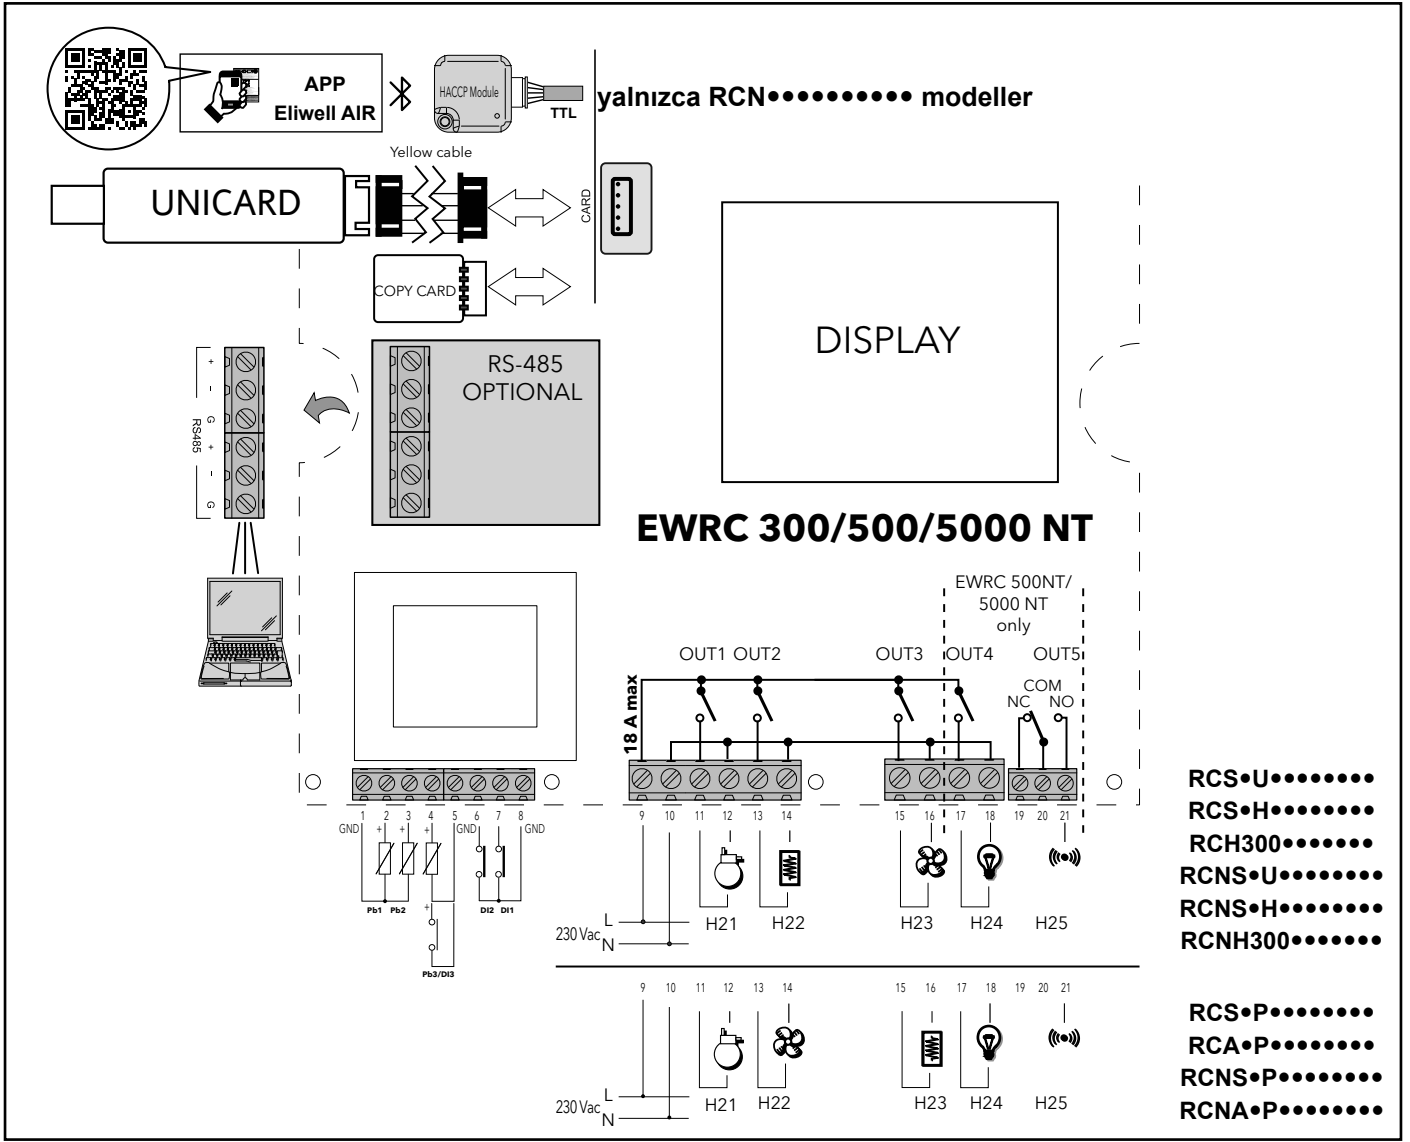 APP
Eliwell AIR
HACCP Module
TTL
yalnızca RCN●●●●●●●●●● modeller
Yellow cable
UNICARD
CARD
COPY CARD
RS-485
OPTIONAL
DISPLAY
+
-
G
+
-
G
RS485
EWRC 300/500/5000 NT
EWRC 500NT/
5000 NT
only
OUT1 OUT2 OUT3 OUT4 OUT5
COM
NC NO
18 A max
1 2 3 4 5 6 7 8
GND + + + GND GND
9 10 11 12 13 14 15 16 17 18 19 20 21
Pb1 Pb2 DI2 DI1
+
Pb3/DI3
230 Vac L
N
H21 H22 H23 H24 H25
RCS●U●●●●●●●●
RCS●H●●●●●●●●
RCH300●●●●●●●
RCNS●U●●●●●●●●
RCNS●H●●●●●●●●
RCNH300●●●●●●●
9 10 11 12 13 14 15 16 17 18 19 20 21
230 Vac L
N
H21 H22 H23 H24 H25
RCS●P●●●●●●●●
RCA●P●●●●●●●●
RCNS●P●●●●●●●●
RCNA●P●●●●●●●●